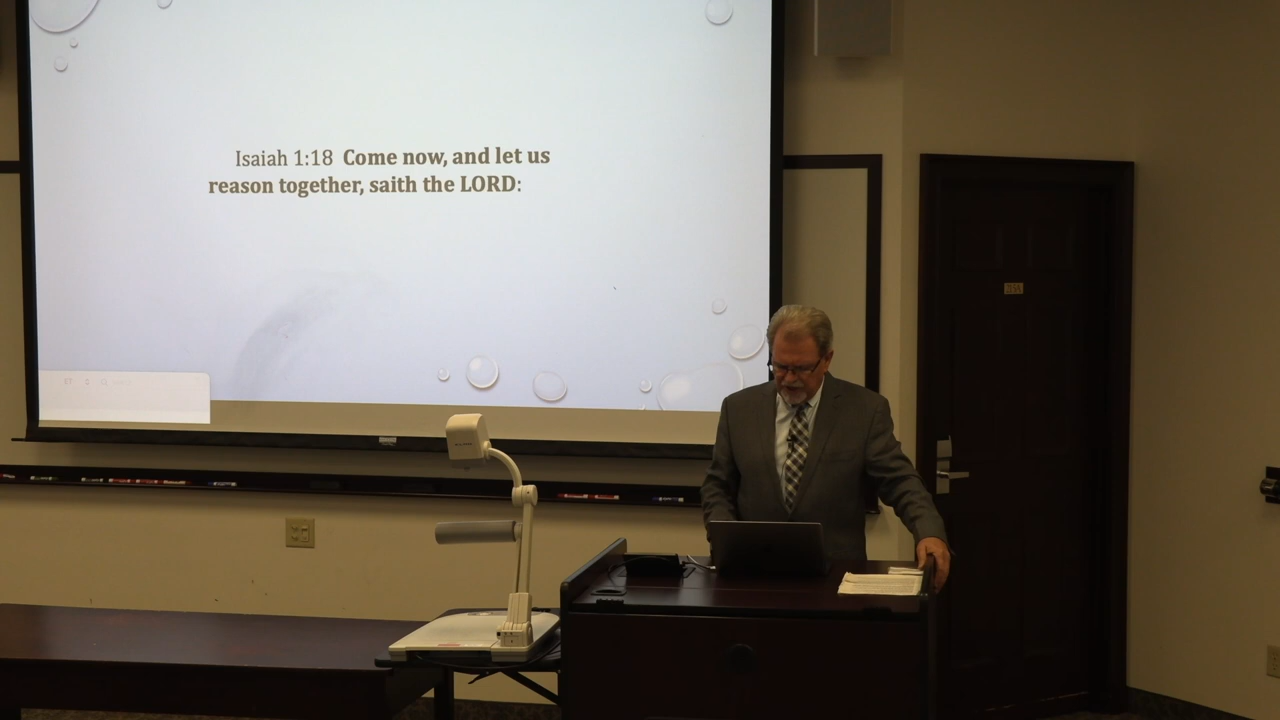 Isaiah 1:18 Come now, and let us
reason together, saith the LORD: